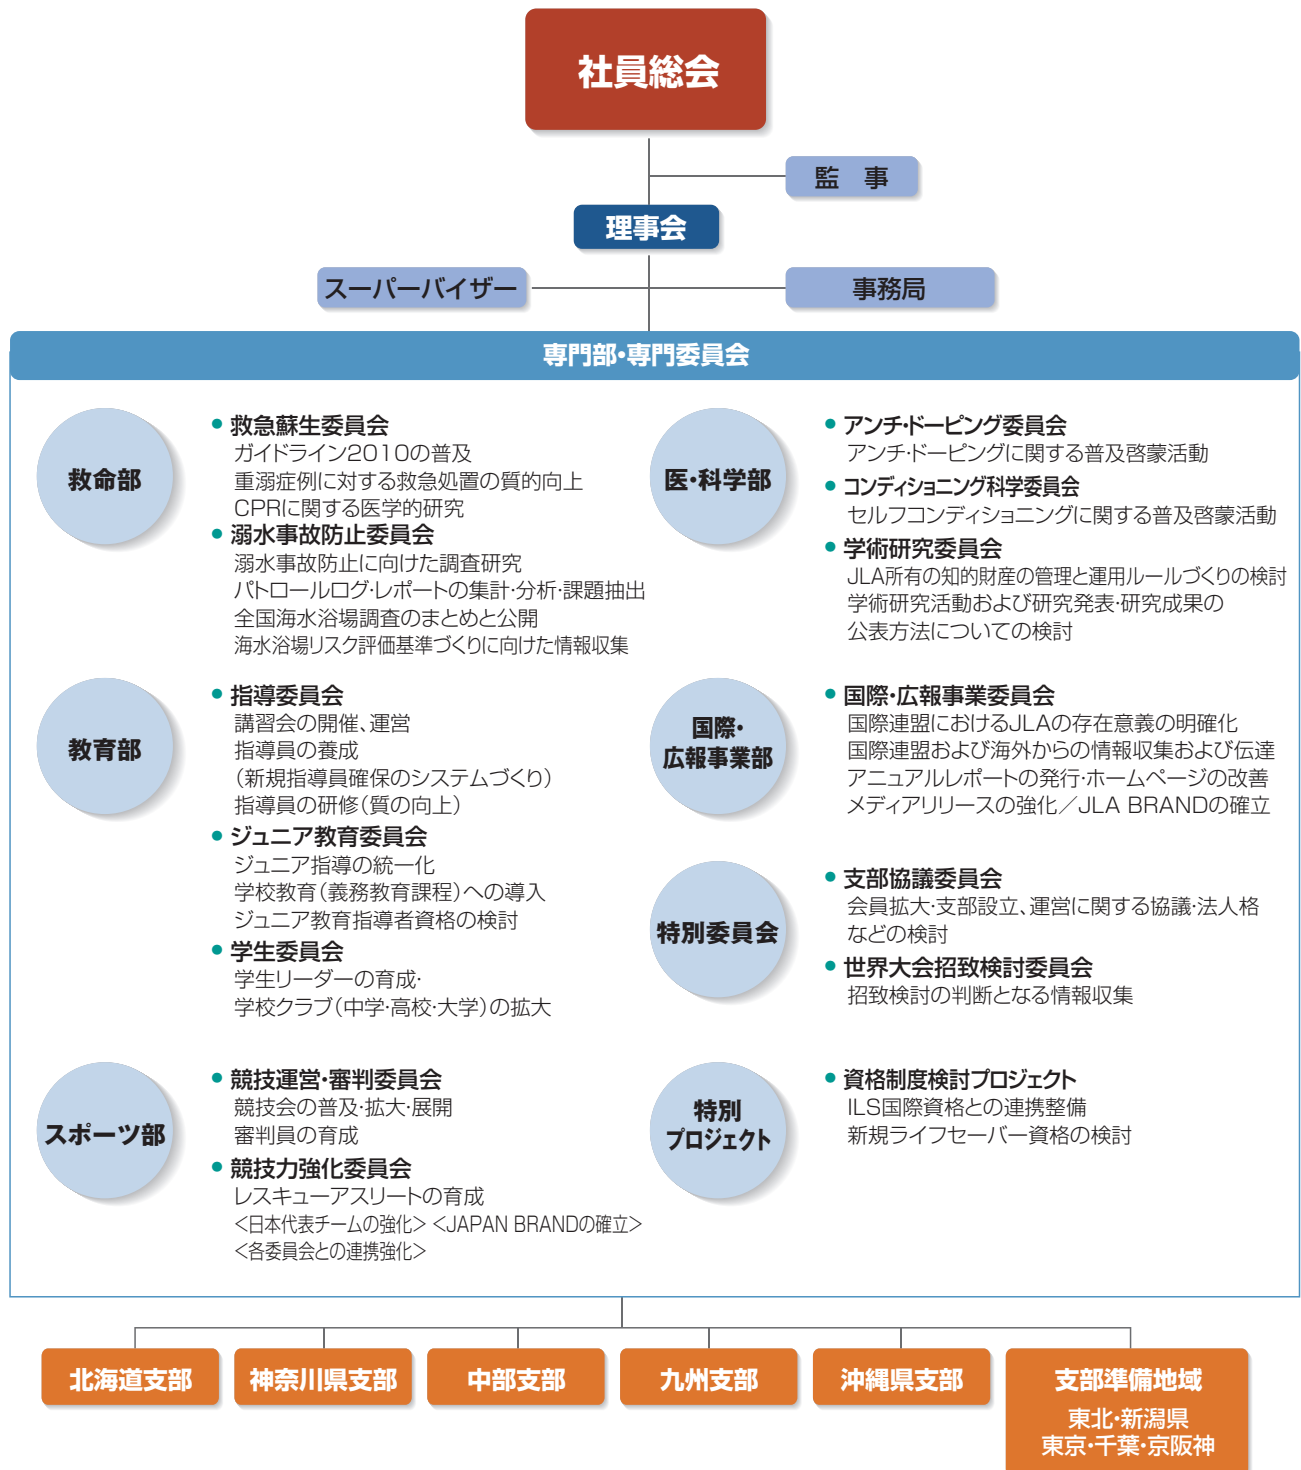 社員総会
監　事
理事会
スーパーバイザー
事務局
専門部・専門委員会
救命部
• 救急蘇生委員会
ガイドライン2010の普及
重溺症例に対する救急処置の質的向上
CPRに関する医学的研究
• 溺水事故防止委員会
溺水事故防止に向けた調査研究
パトロールログ・レポートの集計・分析・課題抽出
全国海水浴場調査のまとめと公開
海水浴場リスク評価基準づくりに向けた情報収集
教育部
• 指導委員会
講習会の開催、運営
指導員の養成
（新規指導員確保のシステムづくり）
指導員の研修（質の向上）
• ジュニア教育委員会
ジュニア指導の統一化
学校教育（義務教育課程）への導入
ジュニア教育指導者資格の検討
• 学生委員会
学生リーダーの育成・
学校クラブ（中学・高校・大学）の拡大
スポーツ部
• 競技運営・審判委員会
競技会の普及・拡大・展開
審判員の育成
• 競技力強化委員会
レスキューアスリートの育成
＜日本代表チームの強化＞ ＜JAPAN BRANDの確立＞
＜各委員会との連携強化＞
医・科学部
• アンチ・ドーピング委員会
アンチ・ドーピングに関する普及啓蒙活動
• コンディショニング科学委員会
セルフコンディショニングに関する普及啓蒙活動
• 学術研究委員会
JLA所有の知的財産の管理と運用ルールづくりの検討
学術研究活動および研究発表・研究成果の
公表方法についての検討
国際・
広報事業部
• 国際・広報事業委員会
国際連盟におけるJLAの存在意義の明確化
国際連盟および海外からの情報収集および伝達
アニュアルレポートの発行・ホームページの改善
メディアリリースの強化／JLA BRANDの確立
特別委員会
• 支部協議委員会
会員拡大・支部設立、運営に関する協議・法人格
などの検討
• 世界大会招致検討委員会
招致検討の判断となる情報収集
特別
プロジェクト
• 資格制度検討プロジェクト
ILS国際資格との連携整備
新規ライフセーバー資格の検討
北海道支部
神奈川県支部
中部支部
九州支部
沖縄県支部
支部準備地域
東北・新潟県
東京・千葉・京阪神